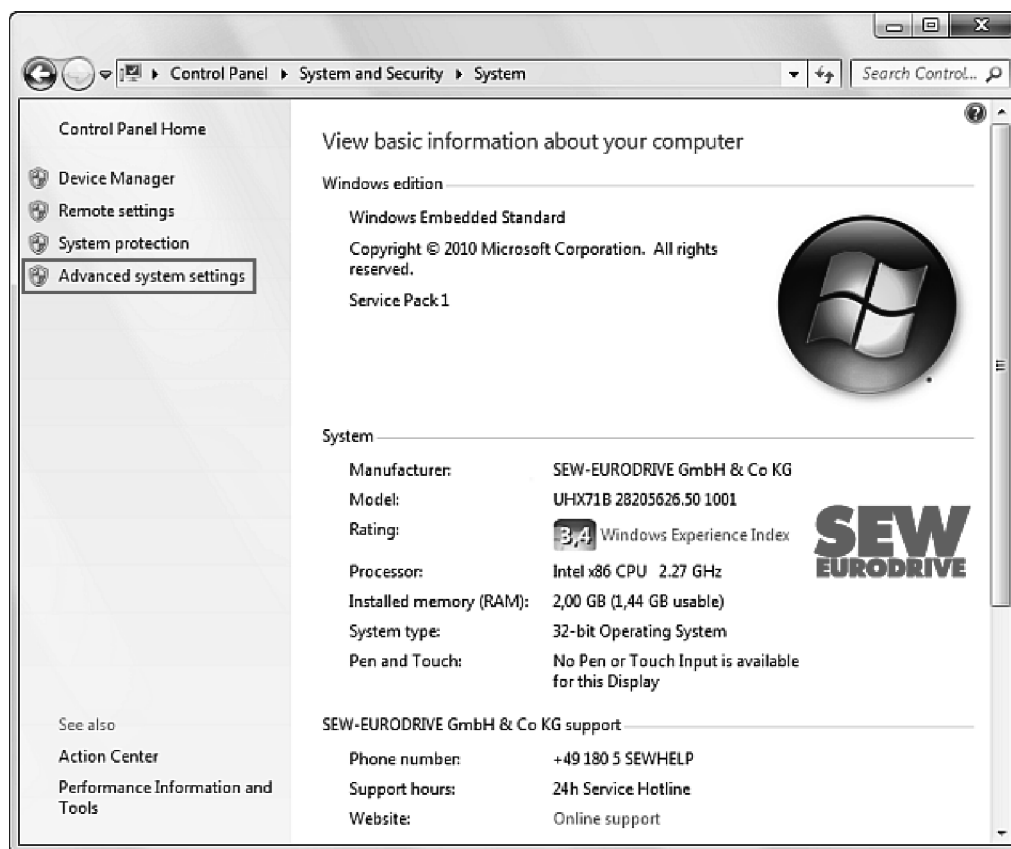 Control Panel ▸ System and Security ▸ System
Search Control...
Control Panel Home
Device Manager
Remote settings
System protection
Advanced system settings
View basic information about your computer
Windows edition
Windows Embedded Standard
Copyright © 2010 Microsoft Corporation. All rights
reserved.
Service Pack 1
System
Manufacturer: SEW-EURODRIVE GmbH & Co KG
Model: UHX71B 28205626.50 1001
Rating: 3,4 Windows Experience Index
Processor: Intel x86 CPU 2.27 GHz
Installed memory (RAM): 2,00 GB (1,44 GB usable)
System type: 32-bit Operating System
Pen and Touch: No Pen or Touch Input is available
for this Display
SEW
EURODRIVE
SEW-EURODRIVE GmbH & Co KG support
Phone number: +49 180 5 SEWHELP
Support hours: 24h Service Hotline
Website: Online support
See also
Action Center
Performance Information and
Tools